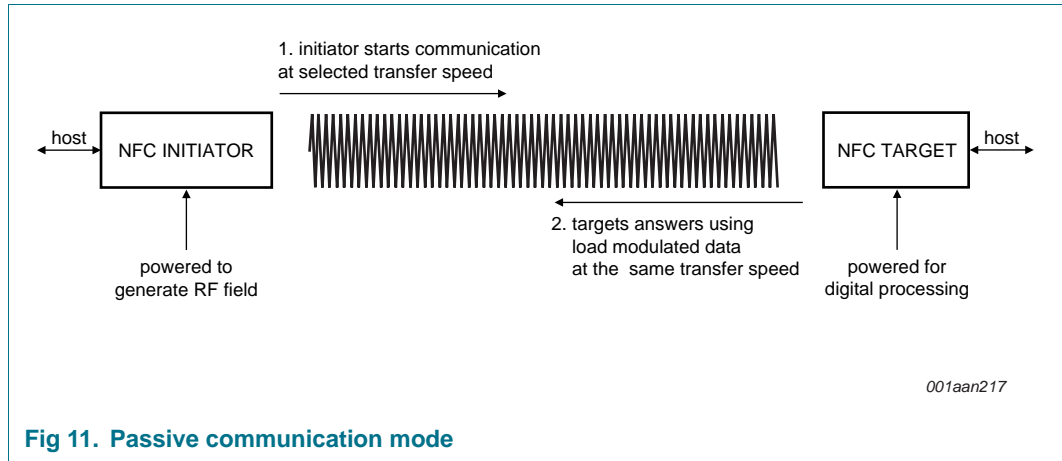 1. initiator starts communication
at selected transfer speed
host
NFC INITIATOR
NFC TARGET
host
2. targets answers using
load modulated data
at the same transfer speed
powered to
generate RF field
powered for
digital processing
001aan217
Fig 11. Passive communication mode